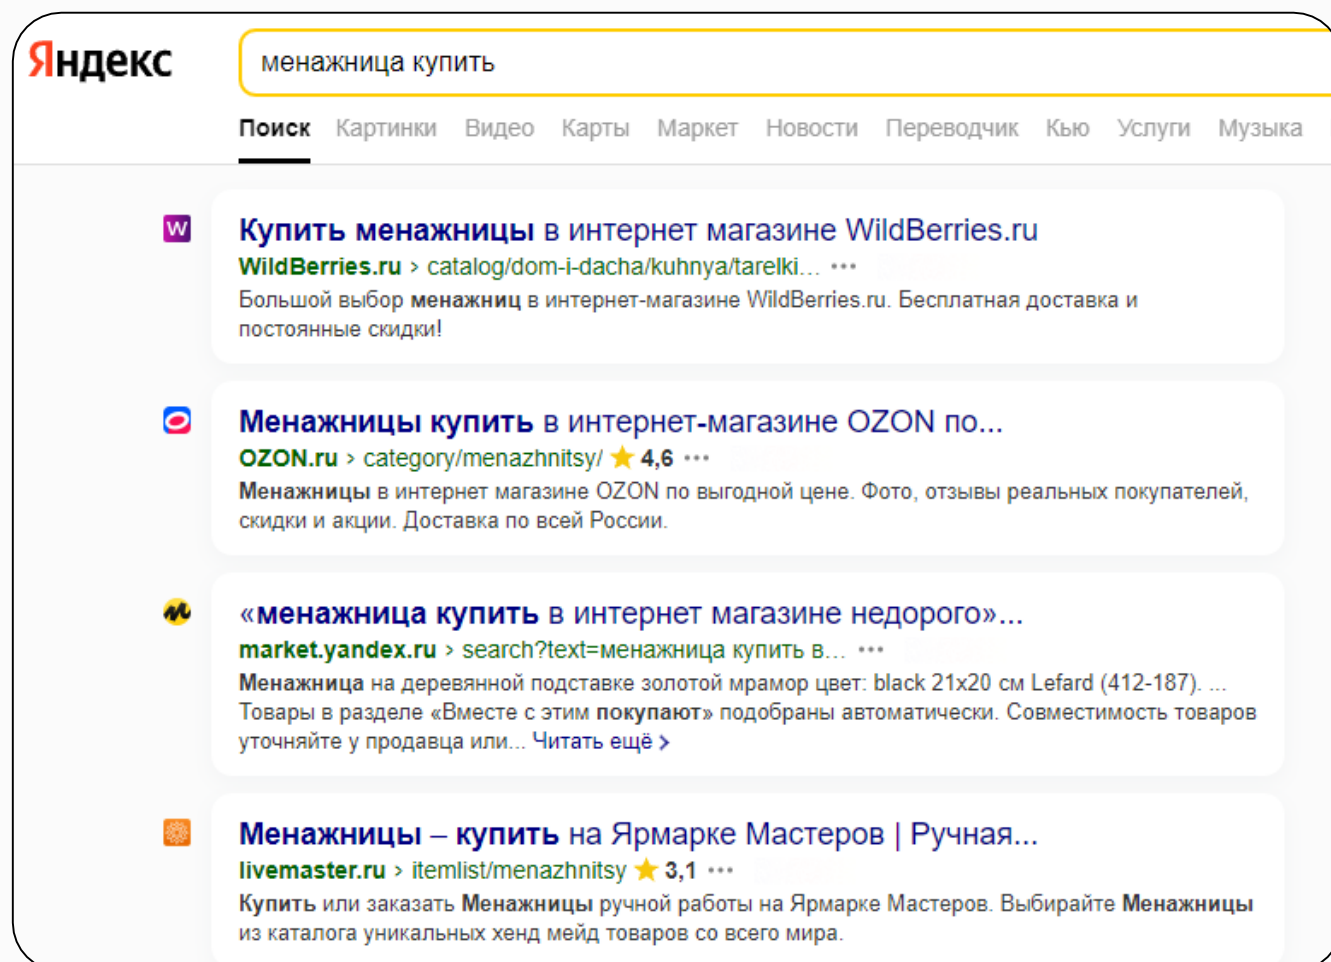 Яндекс
менажница купить
Поиск Картинки Видео Карты Маркет Новости Переводчик Кью Услуги Музыка
Купить менажницы в интернет магазине WildBerries.ru
WildBerries.ru › catalog/dom-i-dacha/kuhnya/tarelki...
Большой выбор менажниц в интернет-магазине WildBerries.ru. Бесплатная доставка и
постоянные скидки!
Менажницы купить в интернет-магазине OZON по...
OZON.ru › category/menazhnitsy/ 4,6
Менажницы в интернет магазине OZON по выгодной цене. Фото, отзывы реальных покупателей,
скидки и акции. Доставка по всей России.
«менажница купить в интернет магазине недорого»...
market.yandex.ru › search?text=менажница купить в...
Менажница на деревянной подставке золотой мрамор цвет: black 21x20 см Lefard (412-187). ...
Товары в разделе «Вместе с этим покупают» подобраны автоматически. Совместимость товаров
уточняйте у продавца или... Читать ещё >
Менажницы – купить на Ярмарке Мастеров | Ручная...
livemaster.ru › itemlist/menazhnitsy 3,1
Купить или заказать Менажницы ручной работы на Ярмарке Мастеров. Выбирайте Менажницы
из каталога уникальных хенд мейд товаров со всего мира.